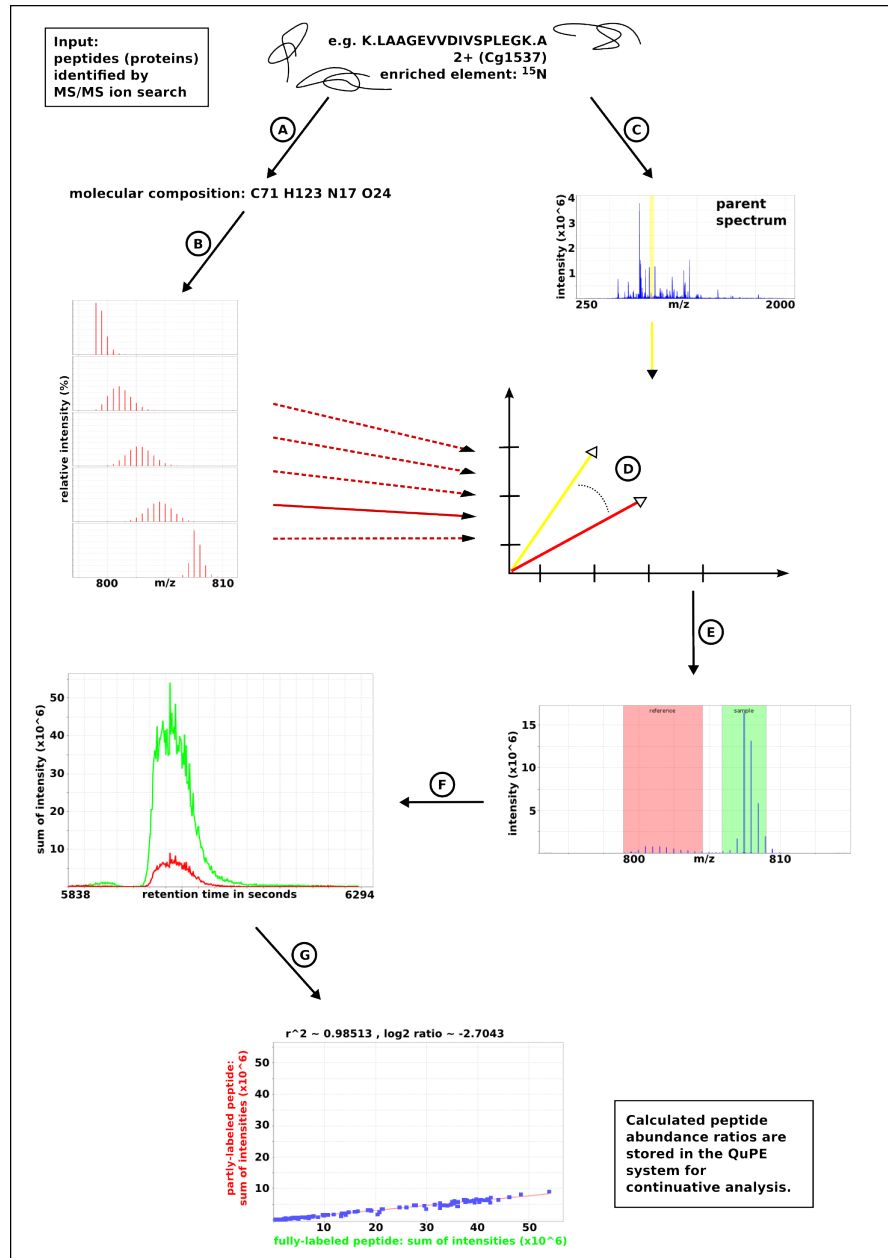 Input:
peptides (proteins)
identified by
MS/MS ion search
e.g. K.LAAGEVVDIVSPLEGK.A
2+ (Cg1537)
enriched element: ¹⁵N
A
C
molecular composition: C71 H123 N17 O24
B
parent
spectrum
intensity (x10^6)
4
3
2
1
250
m/z
2000
relative intensity (%)
800
m/z
810
D
E
sum of intensity (x10^6)
50
40
30
20
10
5838
retention time in seconds
6294
F
reference
sample
intensity (x10^6)
15
10
5
800
m/z
810
G
r^2 ~ 0.98513 , log2 ratio ~ -2.7043
partly-labeled peptide:
sum of intensities (x10^6)
50
40
30
20
10
10
20
30
40
50
fully-labeled peptide: sum of intensities (x10^6)
Calculated peptide
abundance ratios are
stored in the QuPE
system for
continuative analysis.